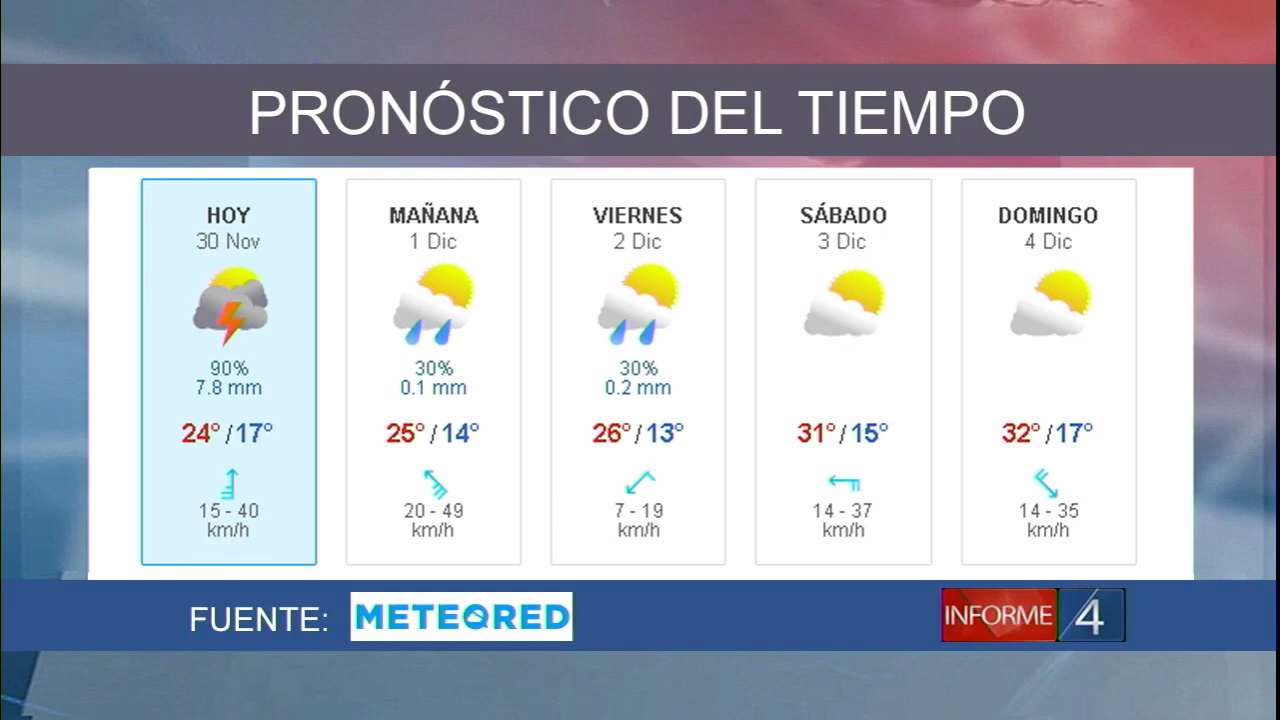 PRONÓSTICO DEL TIEMPO
HOY
30 Nov
90%
7.8 mm
24° / 17°
15 - 40
km/h
MAÑANA
1 Dic
30%
0.1 mm
25° / 14°
20 - 49
km/h
VIERNES
2 Dic
30%
0.2 mm
26° / 13°
7 - 19
km/h
SÁBADO
3 Dic
31° / 15°
14 - 37
km/h
DOMINGO
4 Dic
32° / 17°
14 - 35
km/h
FUENTE: METEORED
INFORME 4